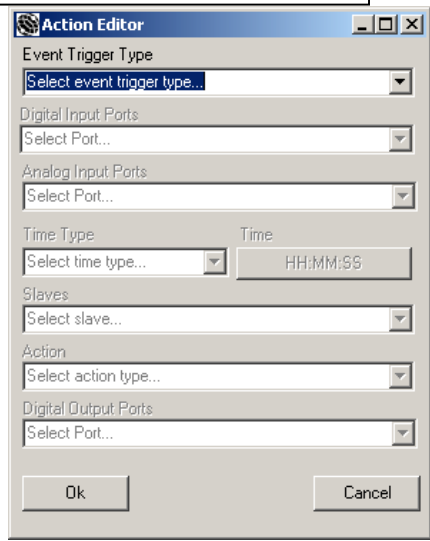 Action Editor
Event Trigger Type
Select event trigger type...
Digital Input Ports
Select Port...
Analog Input Ports
Select Port...
Time Type Time
Select time type... HH:MM:SS
Slaves
Select slave...
Action
Select action type...
Digital Output Ports
Select Port...
Ok Cancel